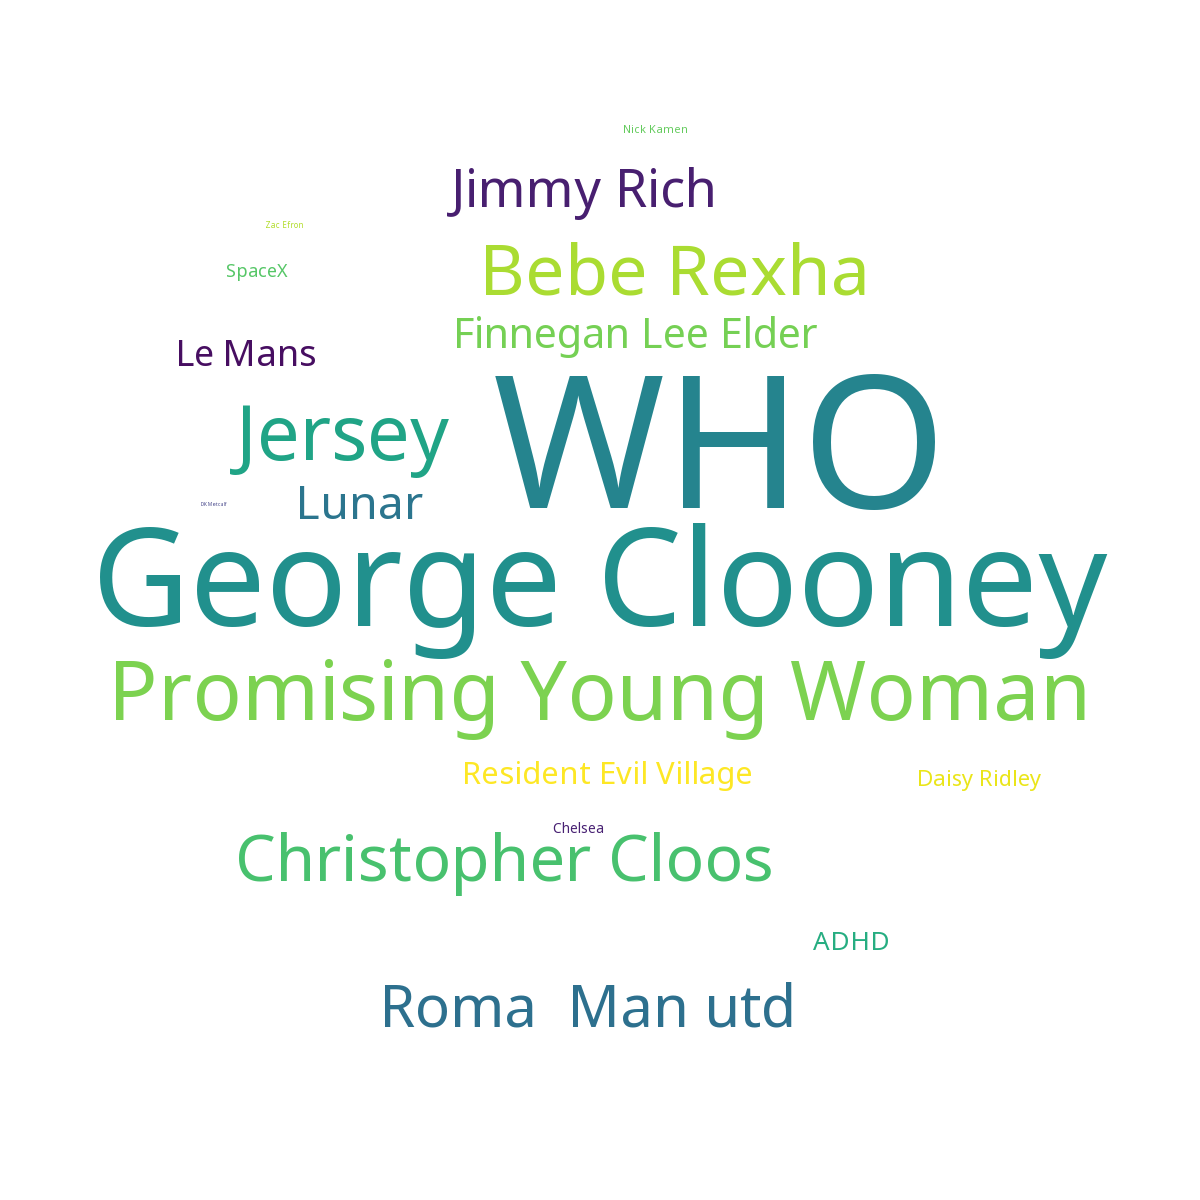 Nick Kamen
Jimmy Rich
Zac Efron
Bebe Rexha
SpaceX
Finnegan Lee Elder
Le Mans
Jersey
WHO
Lunar
DK Metcalf
George Clooney
Promising Young Woman
Resident Evil Village
Daisy Ridley
Chelsea
Christopher Cloos
ADHD
Roma  Man utd